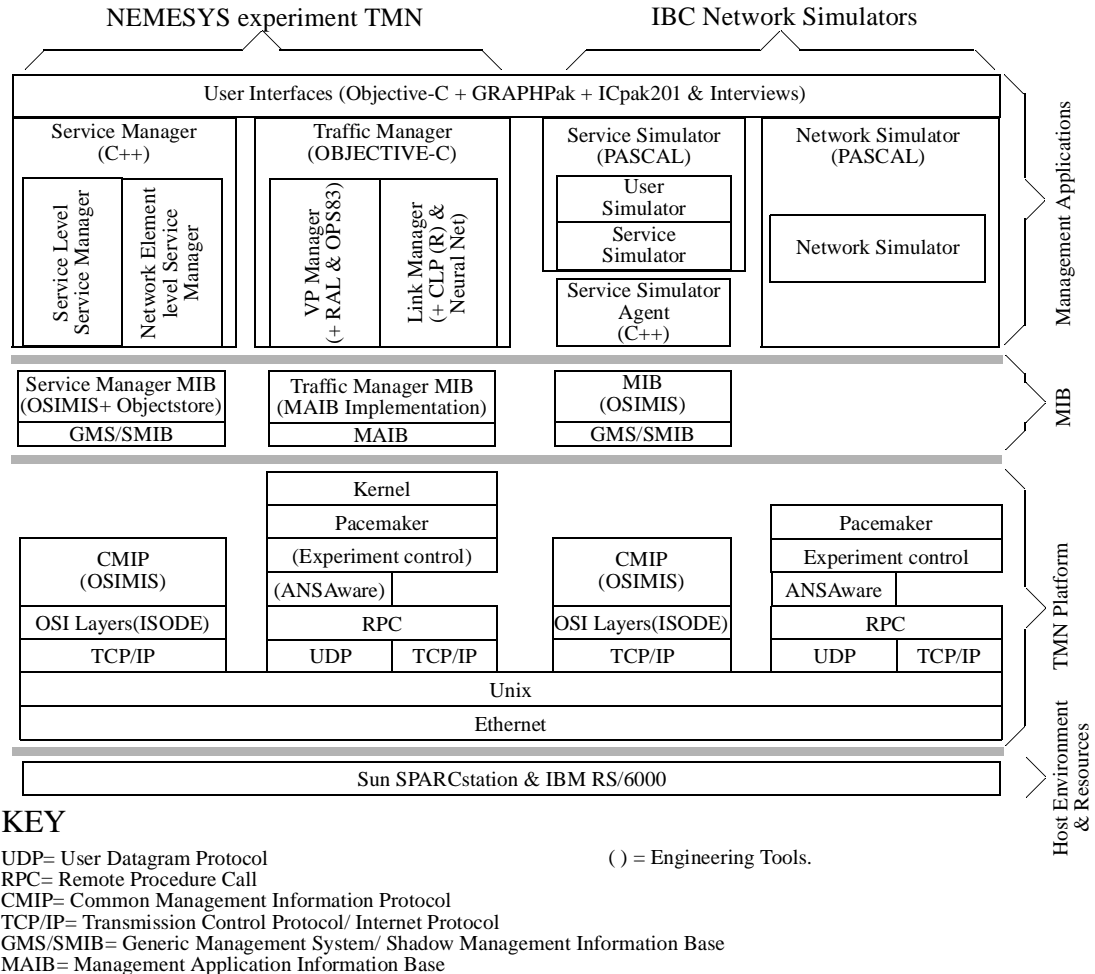 NEMESYS experiment TMN
IBC Network Simulators
User Interfaces (Objective-C + GRAPHPak + ICpak201 & Interviews)
Service Manager
(C++)
Service Level
Service Manager
Network Element
level Service
Manager
Traffic Manager
(OBJECTIVE-C)
VP Manager
(+ RAL & OPS83)
Link Manager
(+ CLP (R) &
Neural Net)
Service Simulator
(PASCAL)
User
Simulator
Service
Simulator
Service Simulator
Agent
(C++)
Network Simulator
(PASCAL)
Network Simulator
Management Applications
Service Manager MIB
(OSIMIS+ Objectstore)
GMS/SMIB
Traffic Manager MIB
(MAIB Implementation)
MAIB
MIB
(OSIMIS)
GMS/SMIB
MIB
CMIP
(OSIMIS)
OSI Layers(ISODE)
TCP/IP
Kernel
Pacemaker
(Experiment control)
(ANSAware)
RPC
UDP
TCP/IP
CMIP
(OSIMIS)
OSI Layers(ISODE)
TCP/IP
Pacemaker
Experiment control
ANSAware
RPC
UDP
TCP/IP
Unix
Ethernet
TMN Platform
Sun SPARCstation & IBM RS/6000
Host Environment
& Resources
KEY
UDP= User Datagram Protocol
( ) = Engineering Tools.
RPC= Remote Procedure Call
CMIP= Common Management Information Protocol
TCP/IP= Transmission Control Protocol/ Internet Protocol
GMS/SMIB= Generic Management System/ Shadow Management Information Base
MAIB= Management Application Information Base